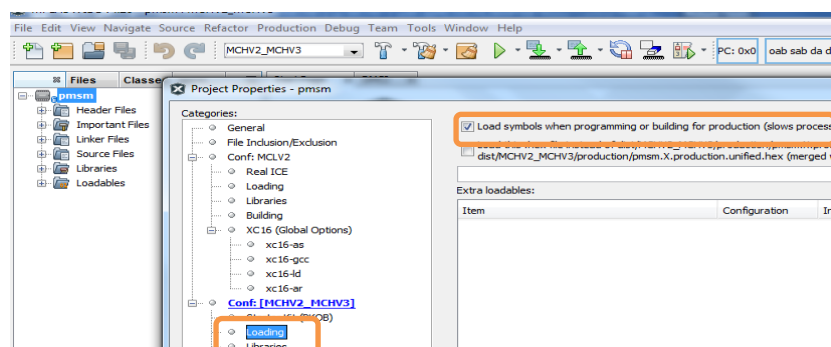 File Edit View Navigate Source Refactor Production Debug Team Tools Window Help
MCHV2_MCHV3
PC: 0x0
oab sab da d
Files
Classe
pmsm
Header Files
Important Files
Linker Files
Source Files
Libraries
Loadables
Project Properties - pmsm
Categories:
General
File Inclusion/Exclusion
Conf: MCLV2
Real ICE
Loading
Libraries
Building
XC16 (Global Options)
xc16-as
xc16-gcc
xc16-ld
xc16-ar
Conf: [MCHV2_MCHV3]
Loading
Libraries
Load symbols when programming or building for production (slows proces
dist/MCHV2_MCHV3/production/pmsm.X.production.unified.hex (merged
Extra loadables:
Item
Configuration